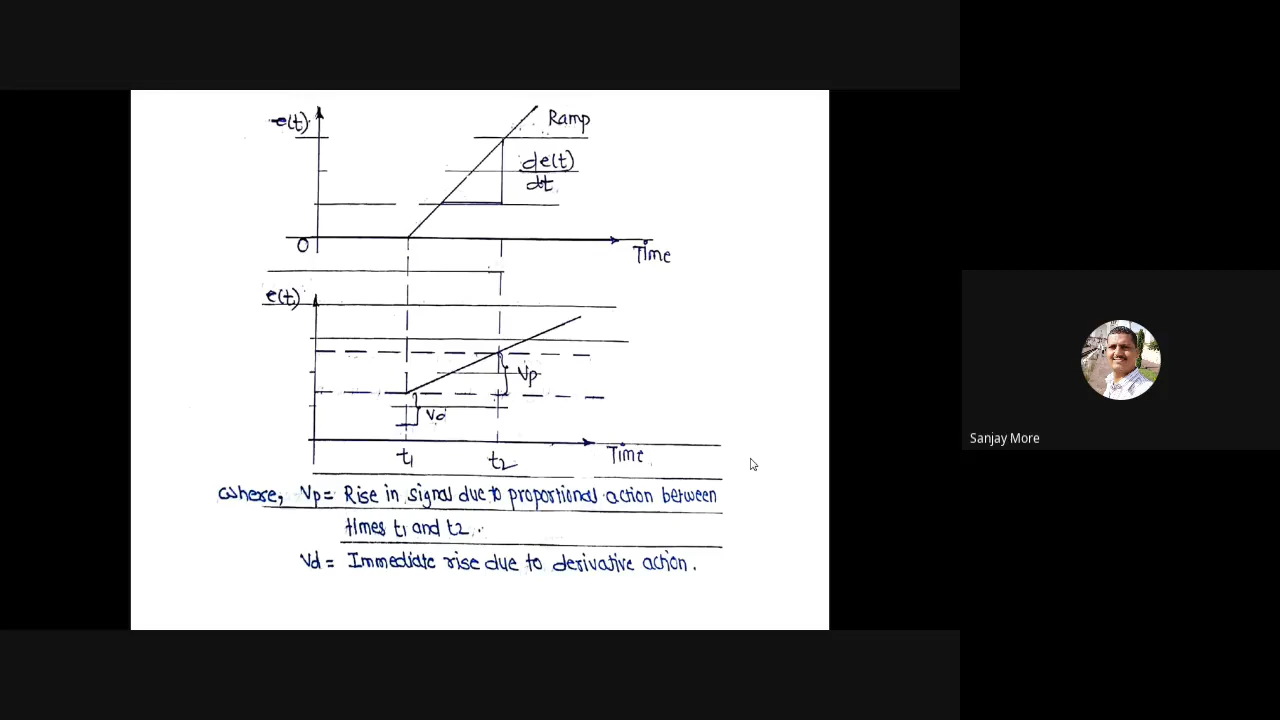 e(t)
Ramp
de(t)
dt
0
Time
e(t)
Vp
Vd
t1 t2 Time
where, Vp = Rise in signal due to proportional action between
times t1 and t2.
Vd = Immediate rise due to derivative action.
Sanjay More